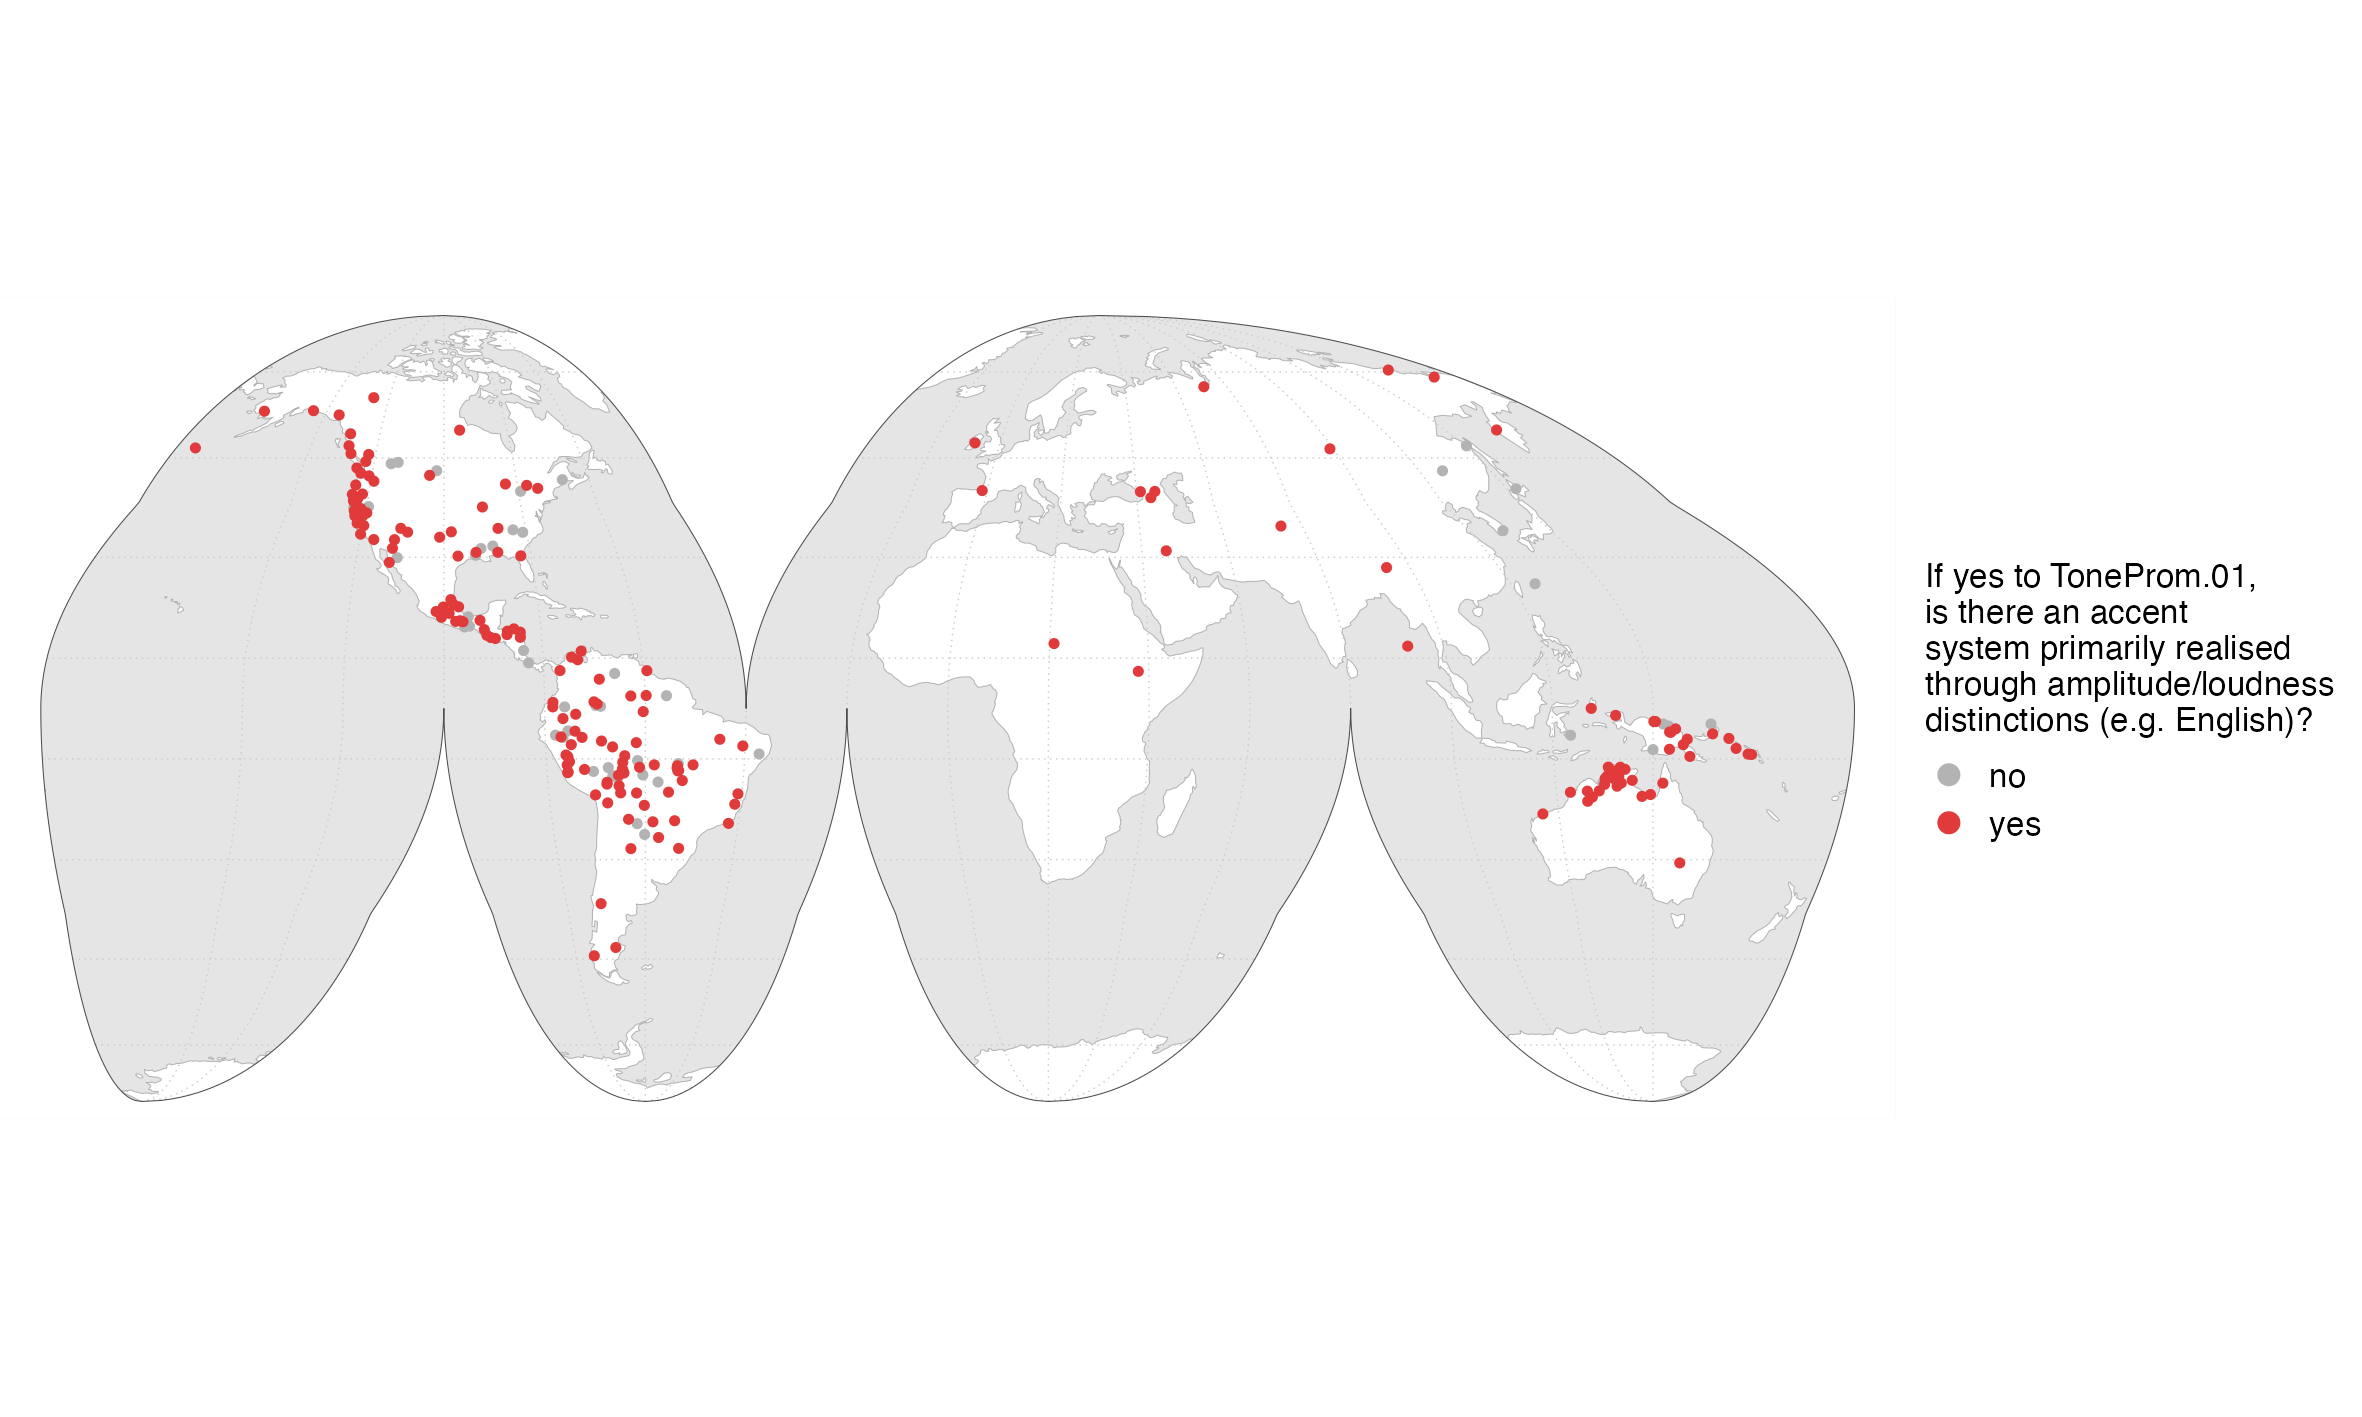 If yes to ToneProm.01,
is there an accent
system primarily realised
through amplitude/loudness
distinctions (e.g. English)?
no
yes